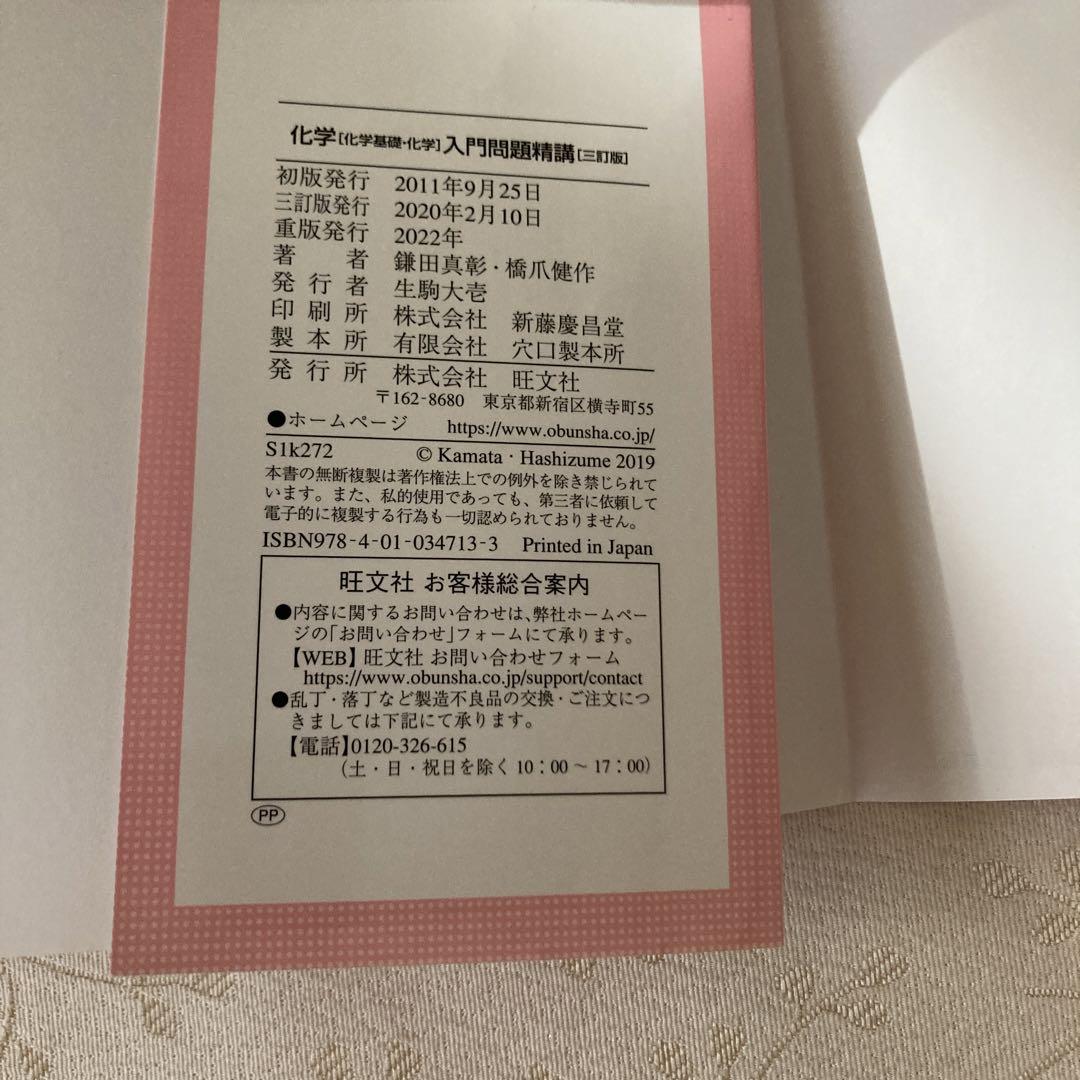 化学[化学基礎・化学]入門問題精講[三訂版]
初版発行 2011年9月25日
三訂版発行 2020年2月10日
重版発行 2022年
著者 鎌田真彰・橋爪健作
発行者 生駒大壱
印刷所 株式会社 新藤慶昌堂
製本所 有限会社 穴口製本所
発行所 株式会社 旺文社
〒162-8680 東京都新宿区横寺町55
●ホームページ https://www.obunsha.co.jp/
S1k272 © Kamata・Hashizume 2019
本書の無断複製は著作権法上での例外を除き禁じられて
います。また、私的使用であっても、第三者に依頼して
電子的に複製する行為も一切認められておりません。
ISBN978-4-01-034713-3 Printed in Japan
旺文社 お客様総合案内
●内容に関するお問い合わせは、弊社ホームペー
ジの「お問い合わせ」フォームにて承ります。
【WEB】旺文社 お問い合わせフォーム
https://www.obunsha.co.jp/support/contact
●乱丁・落丁など製造不良品の交換・ご注文につ
きましては下記にて承ります。
【電話】0120-326-615
(土・日・祝日を除く 10:00 〜 17:00)
PP